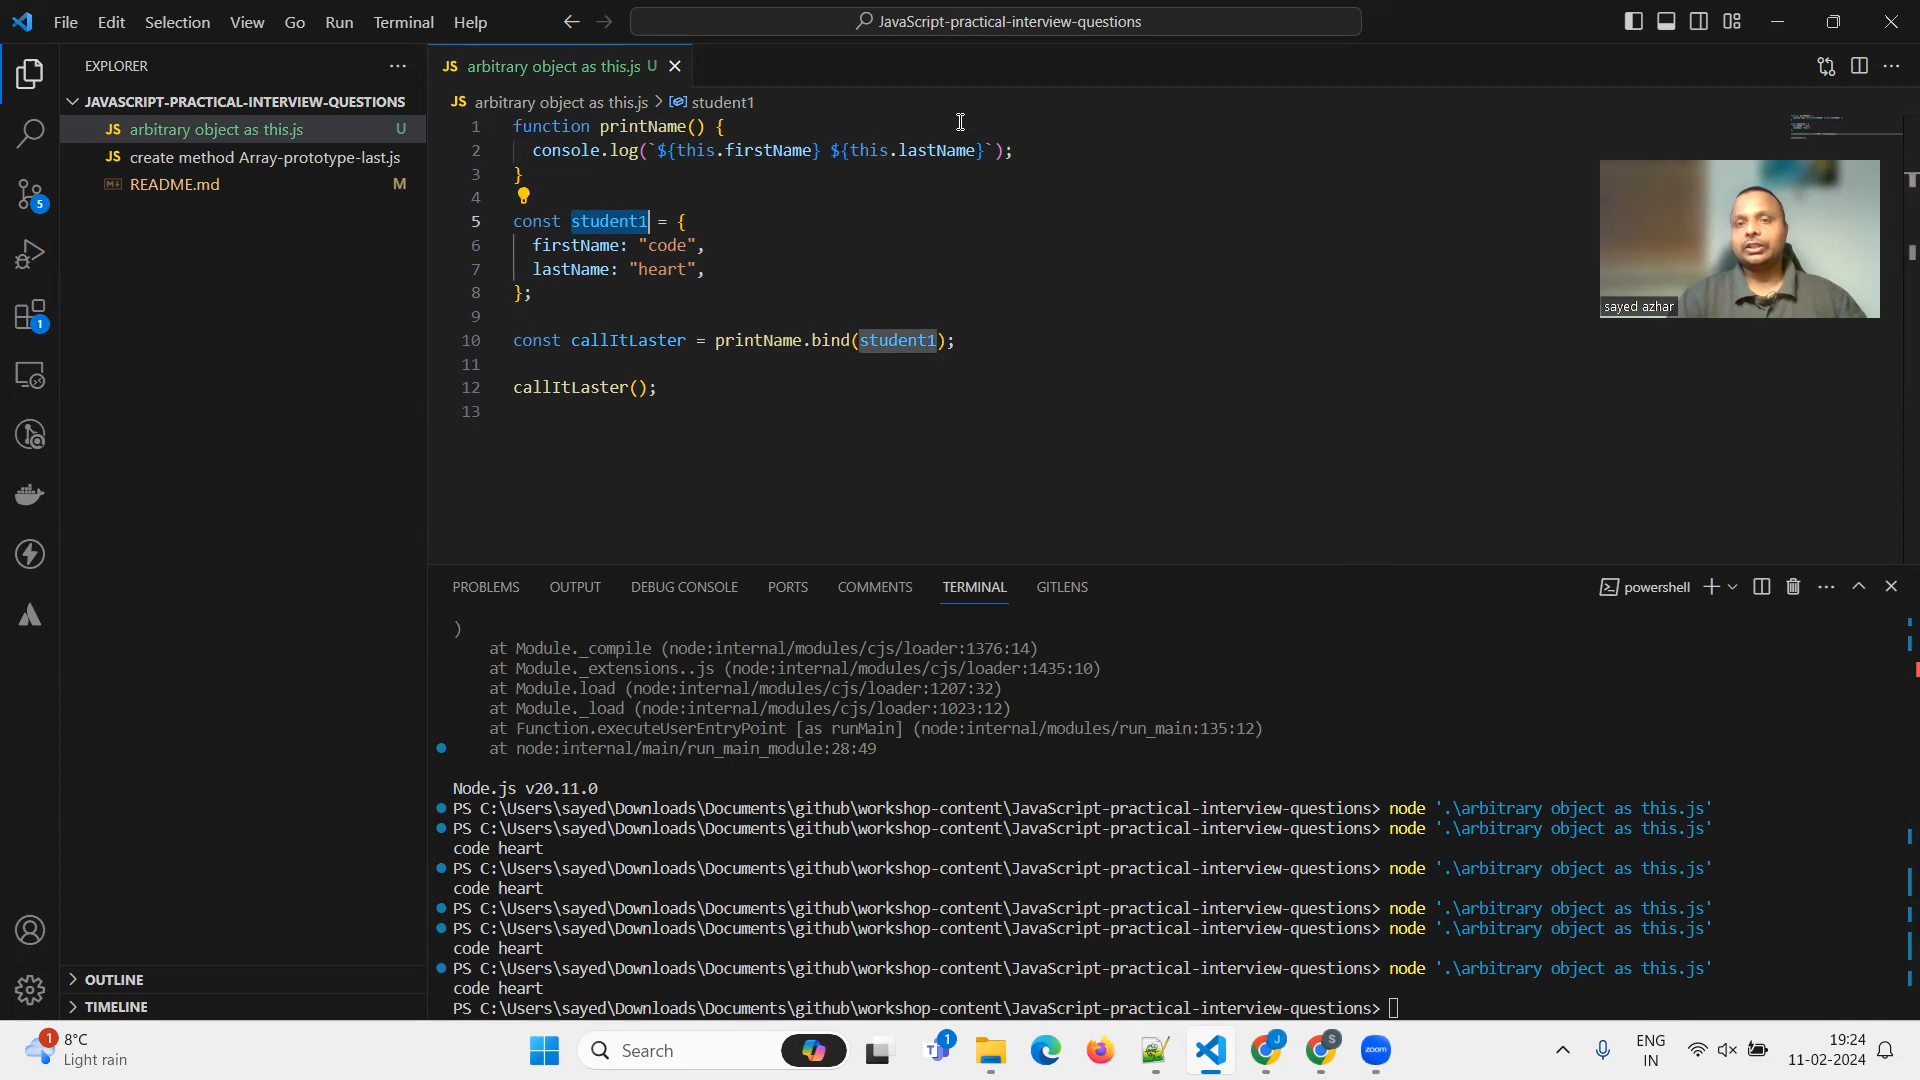 File Edit Selection View Go Run Terminal Help
JavaScript-practical-interview-questions
EXPLORER
JAVASCRIPT-PRACTICAL-INTERVIEW-QUESTIONS
JS arbitrary object as this.js U
JS create method Array-prototype-last.js
README.md M
5
1
OUTLINE
TIMELINE
JS arbitrary object as this.js U
JS arbitrary object as this.js > student1
1 function printName() {
2 console.log(`${this.firstName} ${this.lastName}`);
3 }
4
5 const student1 = {
6 firstName: "code",
7 lastName: "heart",
8 };
9
10 const callItLaster = printName.bind(student1);
11
12 callItLaster();
13
sayed azhar
PROBLEMS OUTPUT DEBUG CONSOLE PORTS COMMENTS TERMINAL GITLENS
powershell
)
at Module._compile (node:internal/modules/cjs/loader:1376:14)
at Module._extensions..js (node:internal/modules/cjs/loader:1435:10)
at Module.load (node:internal/modules/cjs/loader:1207:32)
at Module._load (node:internal/modules/cjs/loader:1023:12)
at Function.executeUserEntryPoint [as runMain] (node:internal/modules/run_main:135:12)
at node:internal/main/run_main_module:28:49
Node.js v20.11.0
PS C:\Users\sayed\Downloads\Documents\github\workshop-content\JavaScript-practical-interview-questions> node '.\arbitrary object as this.js'
PS C:\Users\sayed\Downloads\Documents\github\workshop-content\JavaScript-practical-interview-questions> node '.\arbitrary object as this.js'
code heart
PS C:\Users\sayed\Downloads\Documents\github\workshop-content\JavaScript-practical-interview-questions> node '.\arbitrary object as this.js'
code heart
PS C:\Users\sayed\Downloads\Documents\github\workshop-content\JavaScript-practical-interview-questions> node '.\arbitrary object as this.js'
PS C:\Users\sayed\Downloads\Documents\github\workshop-content\JavaScript-practical-interview-questions> node '.\arbitrary object as this.js'
code heart
PS C:\Users\sayed\Downloads\Documents\github\workshop-content\JavaScript-practical-interview-questions> node '.\arbitrary object as this.js'
code heart
PS C:\Users\sayed\Downloads\Documents\github\workshop-content\JavaScript-practical-interview-questions>
1
8°C
Light rain
Search
1
J
S
zoom
ENG
IN
19:24
11-02-2024